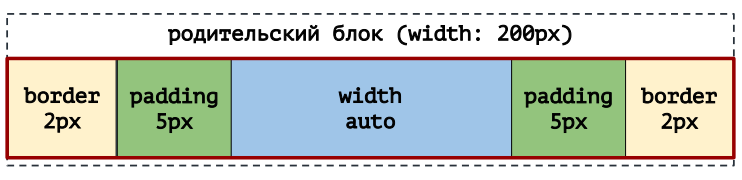 родительский блок (width: 200px)
border
2px
padding
5px
width
auto
padding
5px
border
2px